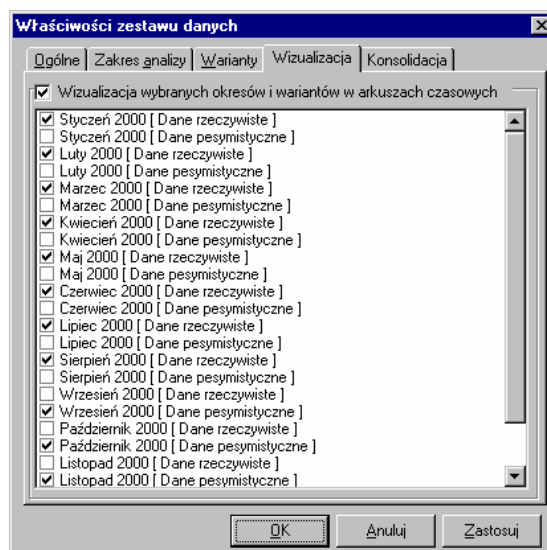 Właściwości zestawu danych
Ogólne Zakres analizy Warianty Wizualizacja Konsolidacja
Wizualizacja wybranych okresów i wariantów w arkuszach czasowych
Styczeń 2000 [ Dane rzeczywiste ]
Styczeń 2000 [ Dane pesymistyczne ]
Luty 2000 [ Dane rzeczywiste ]
Luty 2000 [ Dane pesymistyczne ]
Marzec 2000 [ Dane rzeczywiste ]
Marzec 2000 [ Dane pesymistyczne ]
Kwiecień 2000 [ Dane rzeczywiste ]
Kwiecień 2000 [ Dane pesymistyczne ]
Maj 2000 [ Dane rzeczywiste ]
Maj 2000 [ Dane pesymistyczne ]
Czerwiec 2000 [ Dane rzeczywiste ]
Czerwiec 2000 [ Dane pesymistyczne ]
Lipiec 2000 [ Dane rzeczywiste ]
Lipiec 2000 [ Dane pesymistyczne ]
Sierpień 2000 [ Dane rzeczywiste ]
Sierpień 2000 [ Dane pesymistyczne ]
Wrzesień 2000 [ Dane rzeczywiste ]
Wrzesień 2000 [ Dane pesymistyczne ]
Październik 2000 [ Dane rzeczywiste ]
Październik 2000 [ Dane pesymistyczne ]
Listopad 2000 [ Dane rzeczywiste ]
Listopad 2000 [ Dane pesymistyczne ]
OK Anuluj Zastosuj